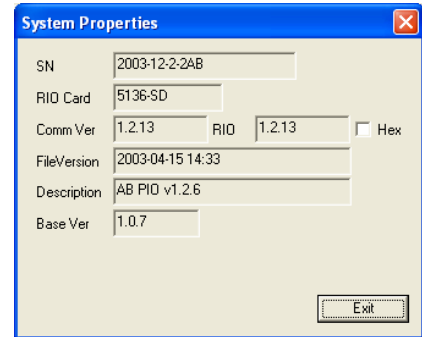 System Properties
SN 2003-12-2-2AB
RIO Card 5136-SD
Comm Ver 1.2.13 RIO 1.2.13 Hex
FileVersion 2003-04-15 14:33
Description AB PIO v1.2.6
Base Ver 1.0.7
Exit